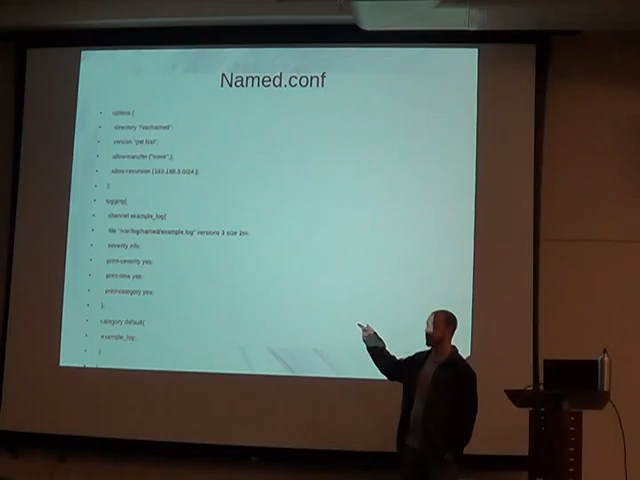 Named.conf
options {
directory "/var/named";
version "get lost";
allow-transfer {"none";};
allow-recursion {192.168.3.0/24;};
};
logging{
channel example_log{
file "/var/log/named/example.log" versions 3 size 2m;
severity info;
print-severity yes;
print-time yes;
print-category yes;
};
category default{
example_log;
}